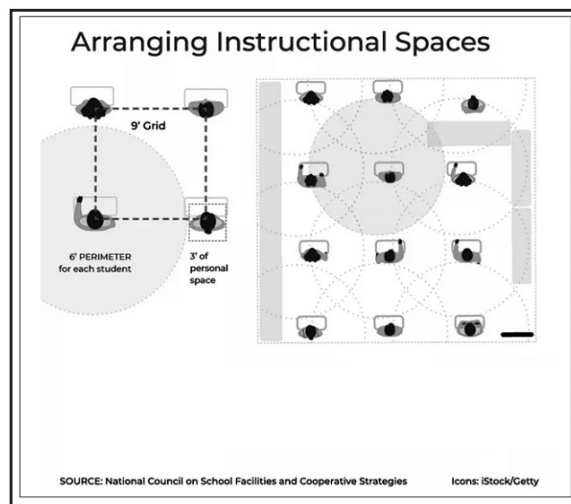 Arranging Instructional Spaces
9' Grid
6' PERIMETER
for each student
3' of
personal
space
SOURCE: National Council on School Facilities and Cooperative Strategies
Icons: iStock/Getty